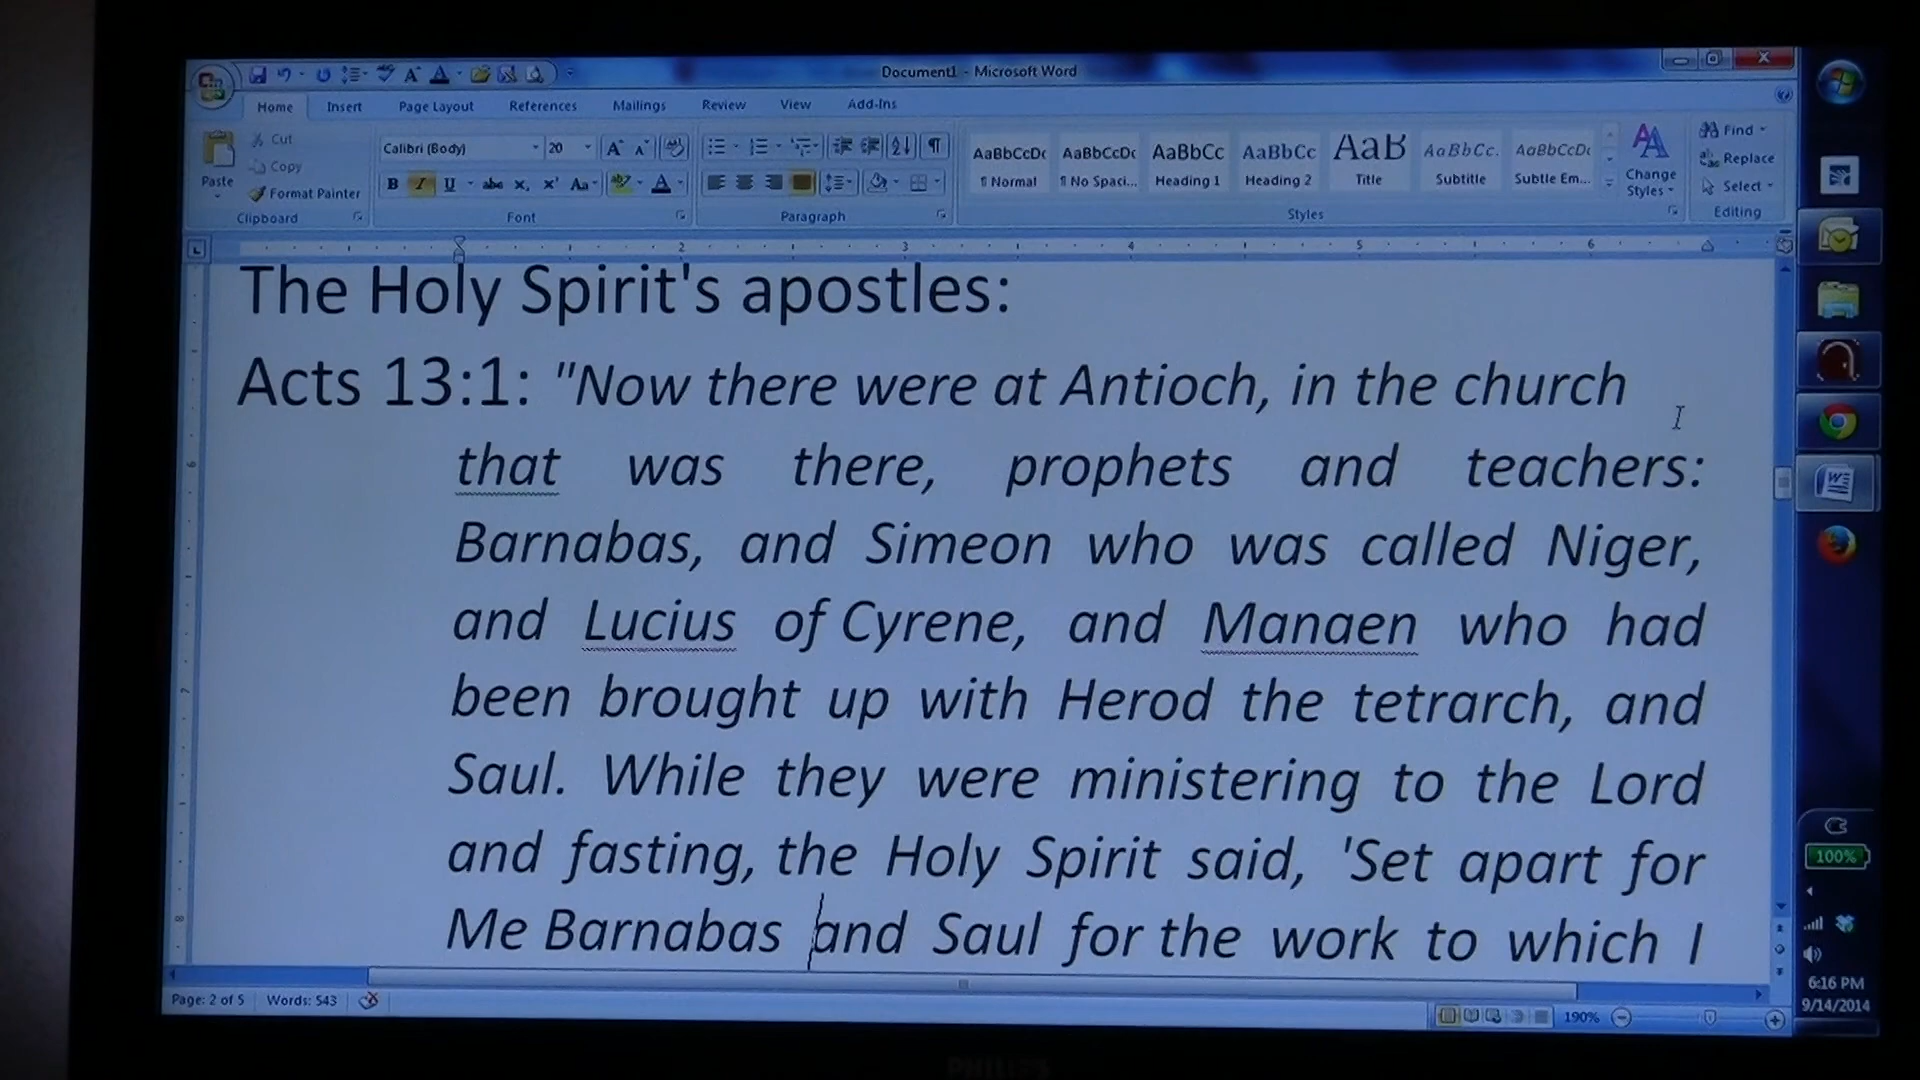 Document1 - Microsoft Word
Home Insert Page Layout References Mailings Review View Add-Ins
Cut
Copy
Format Painter
Paste
Clipboard
Calibri (Body) 20
Font
Paragraph
AaBbCcDc AaBbCcDc AaBbCc AaBbCc AaB AaBbCc. AaBbCcDc
¶ Normal ¶ No Spaci... Heading 1 Heading 2 Title Subtitle Subtle Em...
Change
Styles
Styles
Find
Replace
Select
Editing
2 3 4 5 6
The Holy Spirit's apostles:
Acts 13:1: "Now there were at Antioch, in the church
that was there, prophets and teachers:
Barnabas, and Simeon who was called Niger,
and Lucius of Cyrene, and Manaen who had
been brought up with Herod the tetrarch, and
Saul. While they were ministering to the Lord
and fasting, the Holy Spirit said, 'Set apart for
Me Barnabas and Saul for the work to which I
Page: 2 of 5 Words: 543
190%
100%
6:16 PM
9/14/2014
PHILIPS